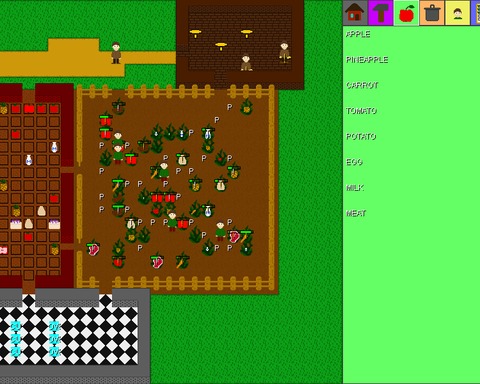 APPLE
PINEAPPLE
CARROT
TOMATO
POTATO
EGG
MILK
MEAT